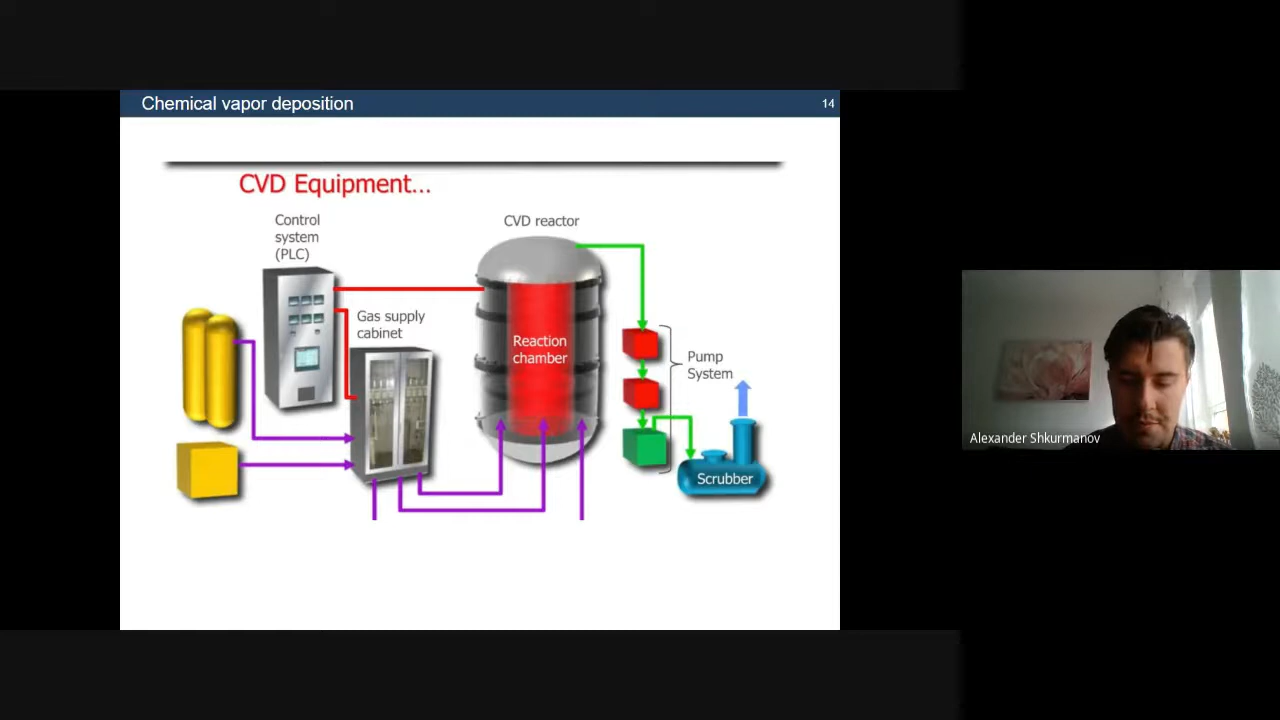 Chemical vapor deposition
14
CVD Equipment...
Control
system
(PLC)
CVD reactor
Gas supply
cabinet
Reaction
chamber
Pump
System
Scrubber
Alexander Shkurmanov